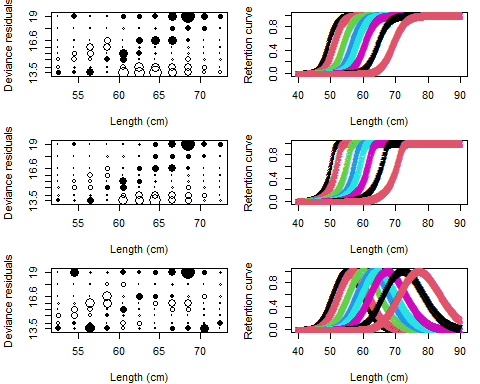 Deviance residuals
13.5 16.6 19
55 60 65 70
Length (cm)
Retention curve
0.0 0.4 0.8
40 50 60 70 80 90
Length (cm)
Deviance residuals
13.5 16.6 19
55 60 65 70
Length (cm)
Retention curve
0.0 0.4 0.8
40 50 60 70 80 90
Length (cm)
Deviance residuals
13.5 16.6 19
55 60 65 70
Length (cm)
Retention curve
0.0 0.4 0.8
40 50 60 70 80 90
Length (cm)